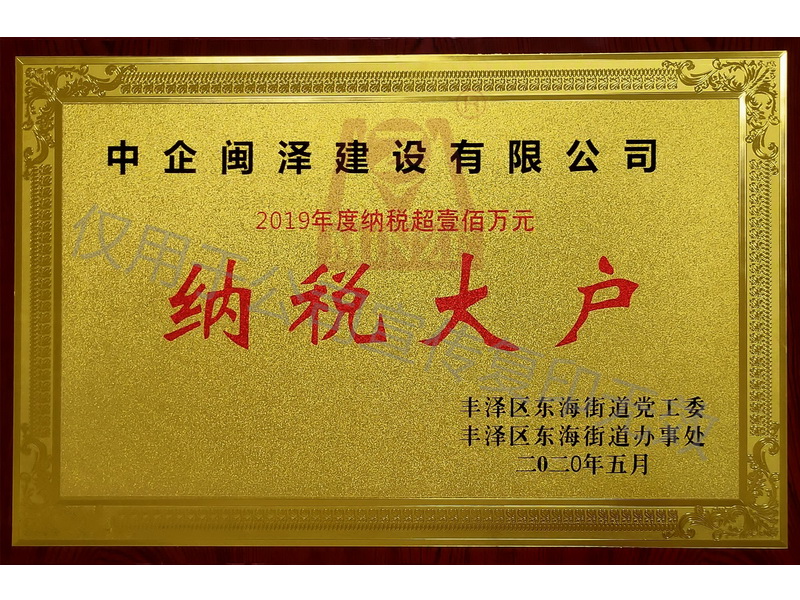 中企闽泽建设有限公司
2019年度纳税超壹佰万元
纳税大户
丰泽区东海街道党工委
丰泽区东海街道办事处
二0二0年五月